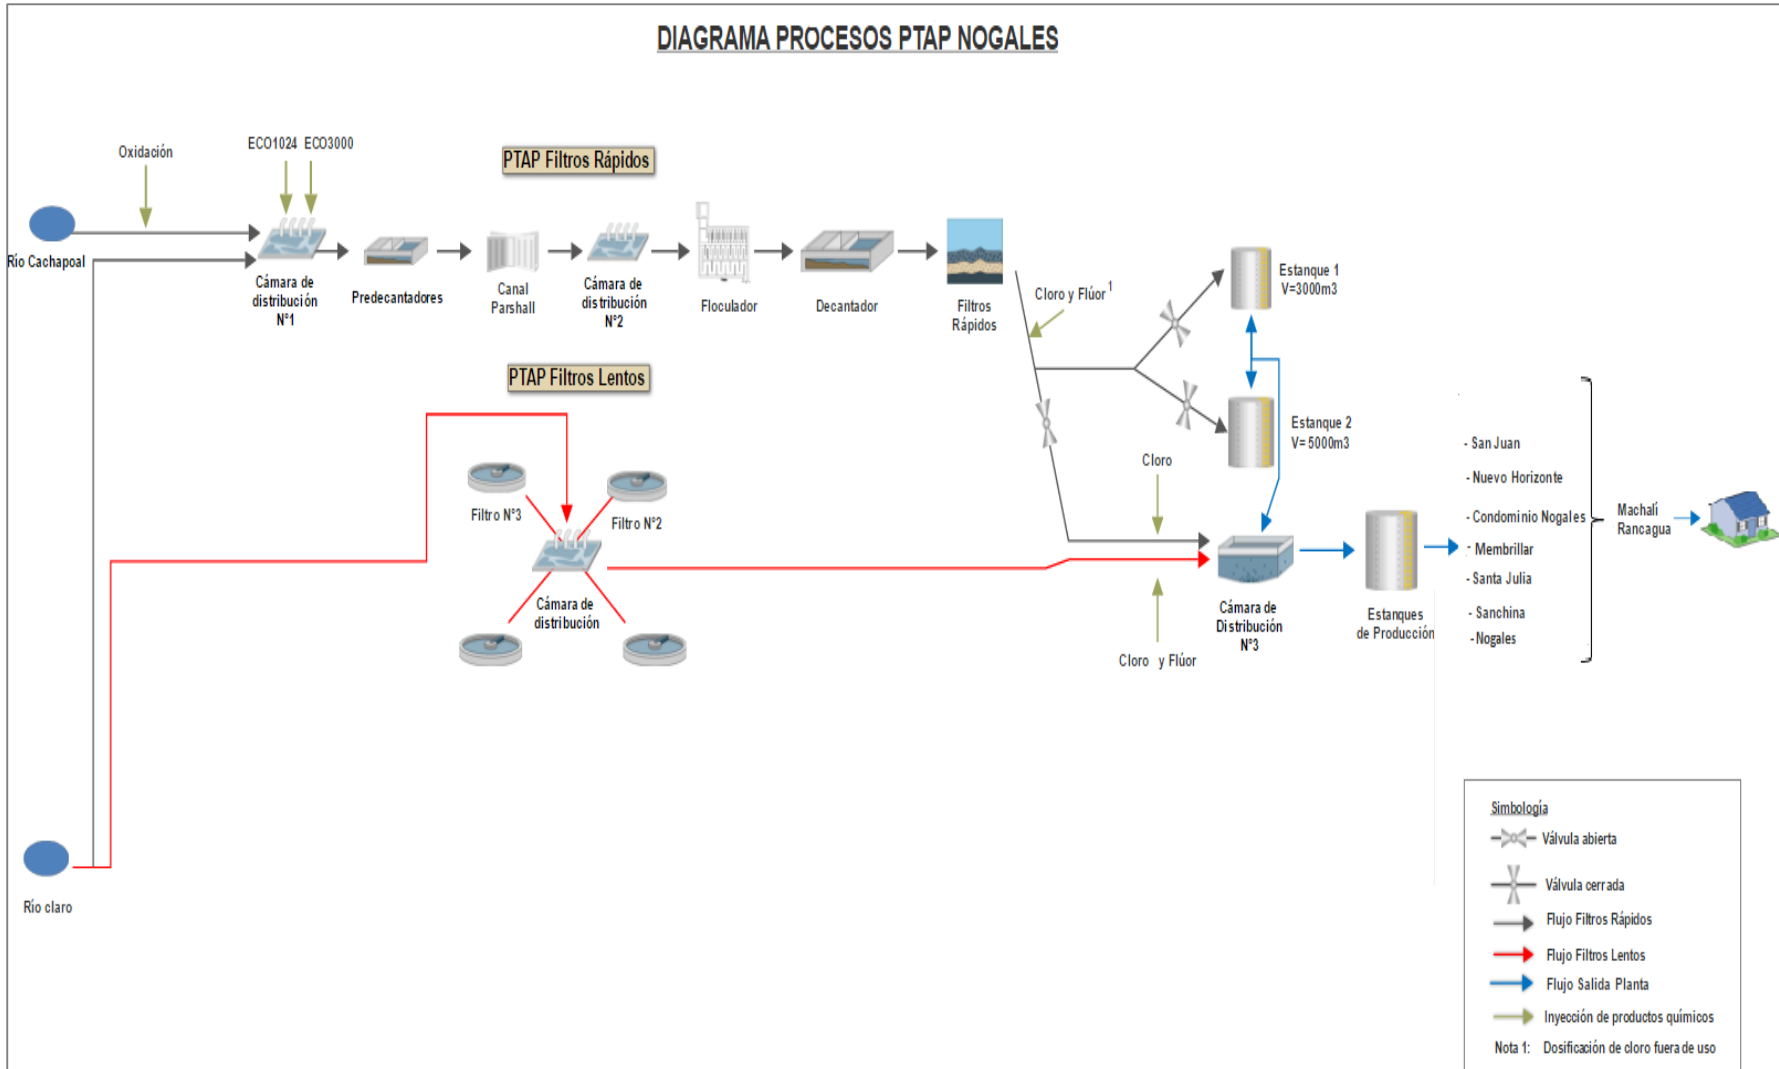 DIAGRAMA PROCESOS PTAP NOGALES
Oxidación
ECO1024 ECO3000
PTAP Filtros Rápidos
Río Cachapoal
Cámara de
distribución
N°1
Predecantadores
Canal
Parshall
Cámara de
distribución
N°2
Floculador
Decantador
Filtros
Rápidos
Cloro y Flúor 1
Estanque 1
V=3000m3
Estanque 2
V= 5000m3
PTAP Filtros Lentos
Filtro N°3
Filtro N°2
Cámara de
distribución
Cloro
Cloro y Flúor
Cámara de
Distribución
N°3
Estanques
de Producción
- San Juan
- Nuevo Horizonte
- Condominio Nogales
- Membrillar
- Santa Julia
- Sanchina
- Nogales
Machalí
Rancagua
Río claro
Simbología
Válvula abierta
Válvula cerrada
Flujo Filtros Rápidos
Flujo Filtros Lentos
Flujo Salida Planta
Inyección de productos químicos
Nota 1: Dosificación de cloro fuera de uso